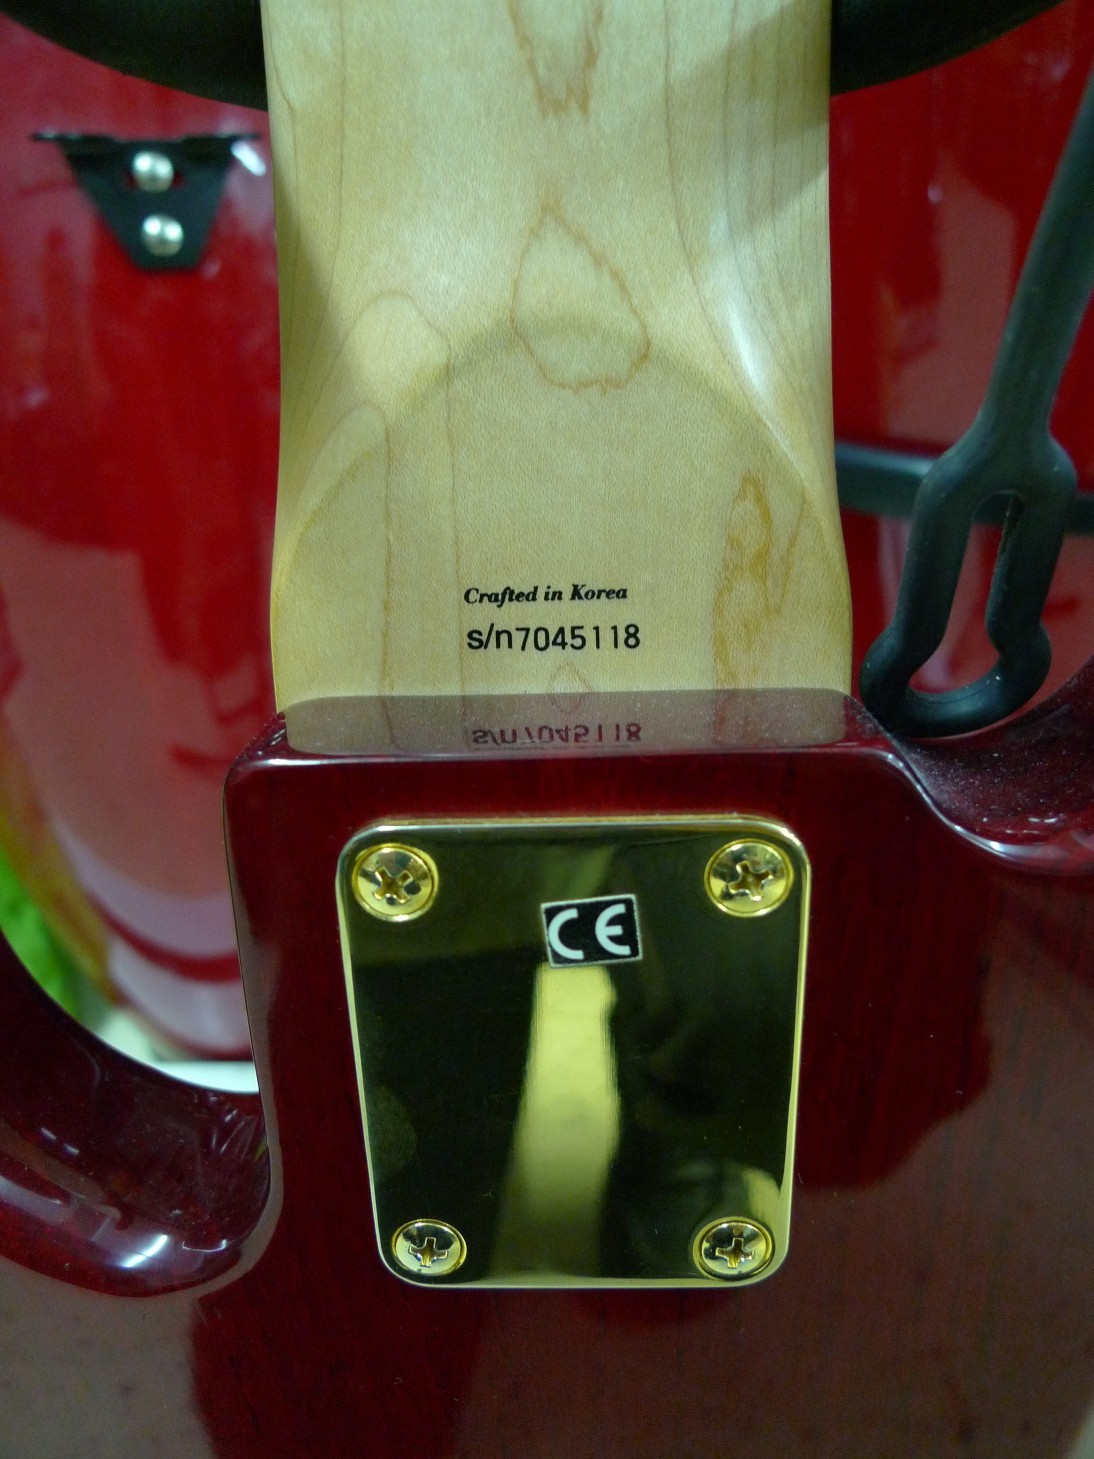 Crafted in Korea
s/n7045118
CE